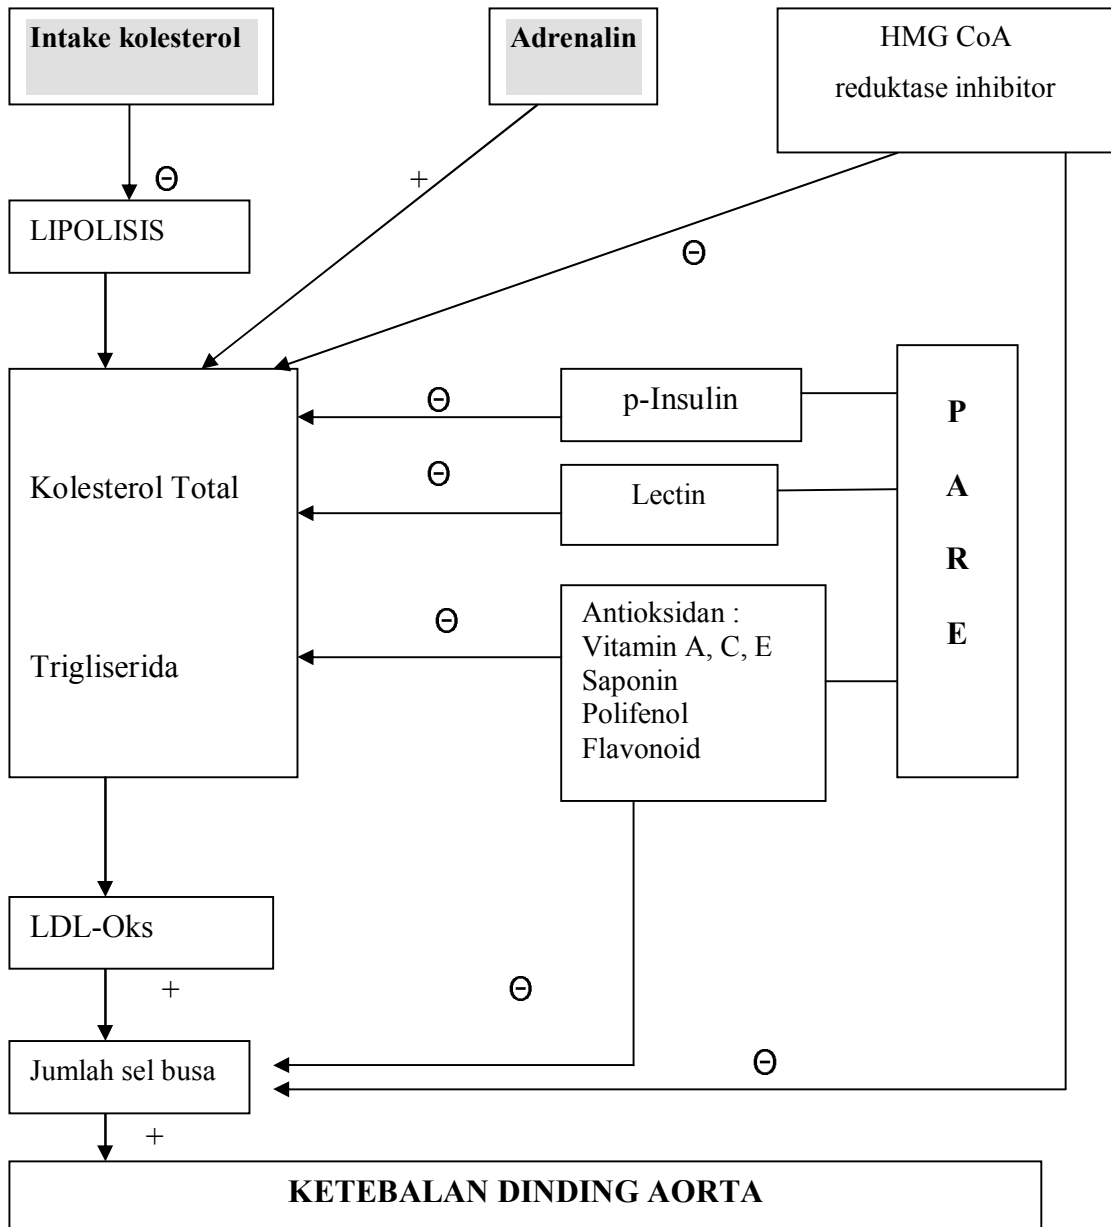 Intake kolesterol
Adrenalin
HMG CoA
reduktase inhibitor
Θ
+
LIPOLISIS
Θ
p-Insulin
Θ
Lectin
Θ
P
A
R
E
Kolesterol Total
Trigliserida
Θ
Antioksidan :
Vitamin A, C, E
Saponin
Polifenol
Flavonoid
LDL-Oks
+
Θ
Jumlah sel busa
Θ
+
KETEBALAN DINDING AORTA